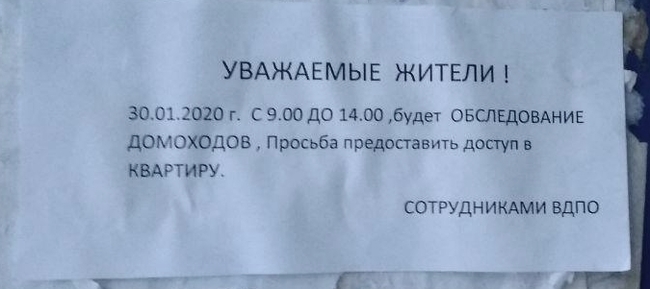 УВАЖАЕМЫЕ ЖИТЕЛИ !
30.01.2020 г. С 9.00 ДО 14.00 ,будет ОБСЛЕДОВАНИЕ
ДОМОХОДОВ , Просьба предоставить доступ в
КВАРТИРУ.
СОТРУДНИКАМИ ВДПО